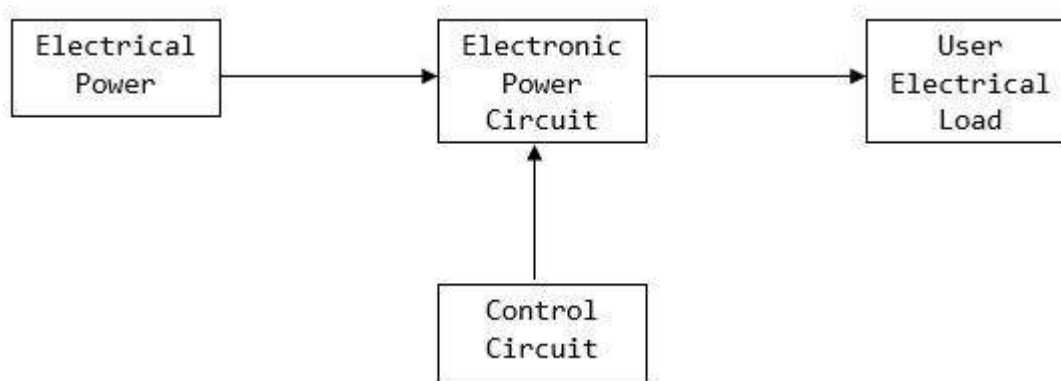 Electrical
Power
Electronic
Power
Circuit
User
Electrical
Load
Control
Circuit